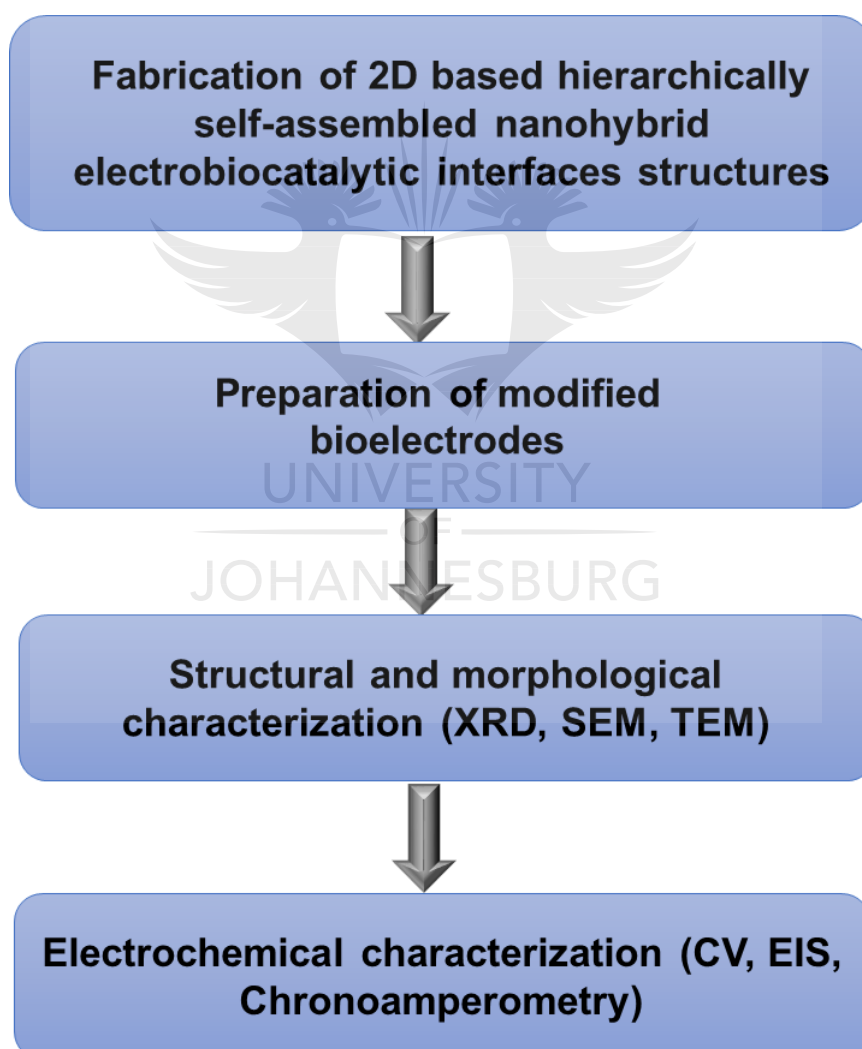 Fabrication of 2D based hierarchically
self-assembled nanohybrid
electrobiocatalytic interfaces structures
Preparation of modified
bioelectrodes
UNIVERSITY
OF
JOHANNESBURG
Structural and morphological
characterization (XRD, SEM, TEM)
Electrochemical characterization (CV, EIS,
Chronoamperometry)